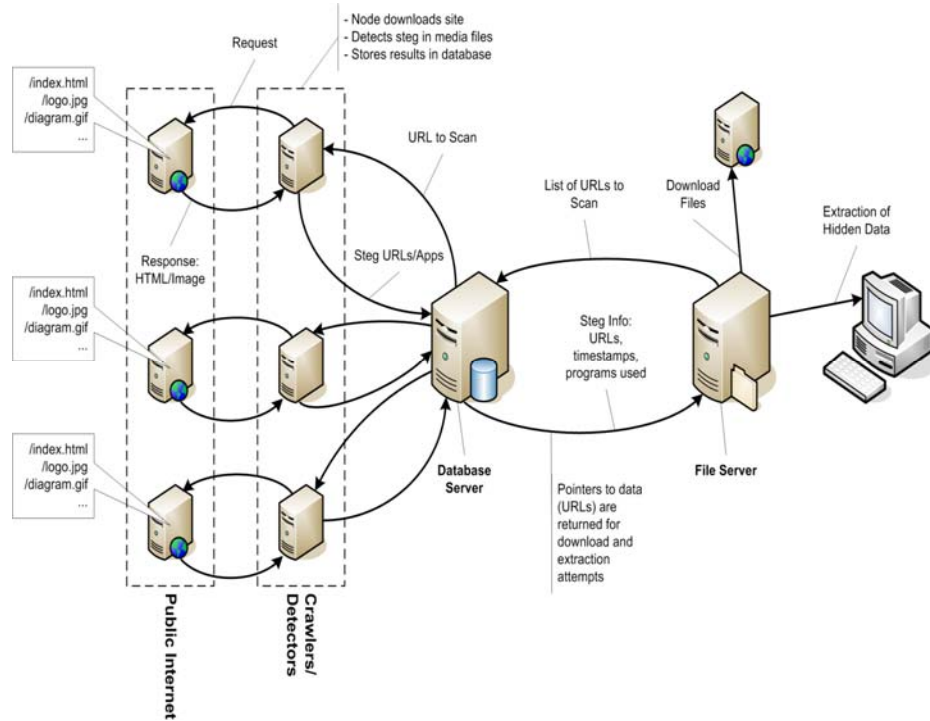 - Node downloads site
- Detects steg in media files
- Stores results in database
Request
/index.html
/logo.jpg
/diagram.gif
...
URL to Scan
List of URLs to
Scan
Download
Files
Extraction of
Hidden Data
Response:
HTML/Image
Steg URLs/Apps
/index.html
/logo.jpg
/diagram.gif
...
Steg Info:
URLs,
timestamps,
programs used
/index.html
/logo.jpg
/diagram.gif
...
Database
Server
File Server
Pointers to data
(URLs) are
returned for
download and
extraction
attempts
Public Internet
Crawlers/
Detectors